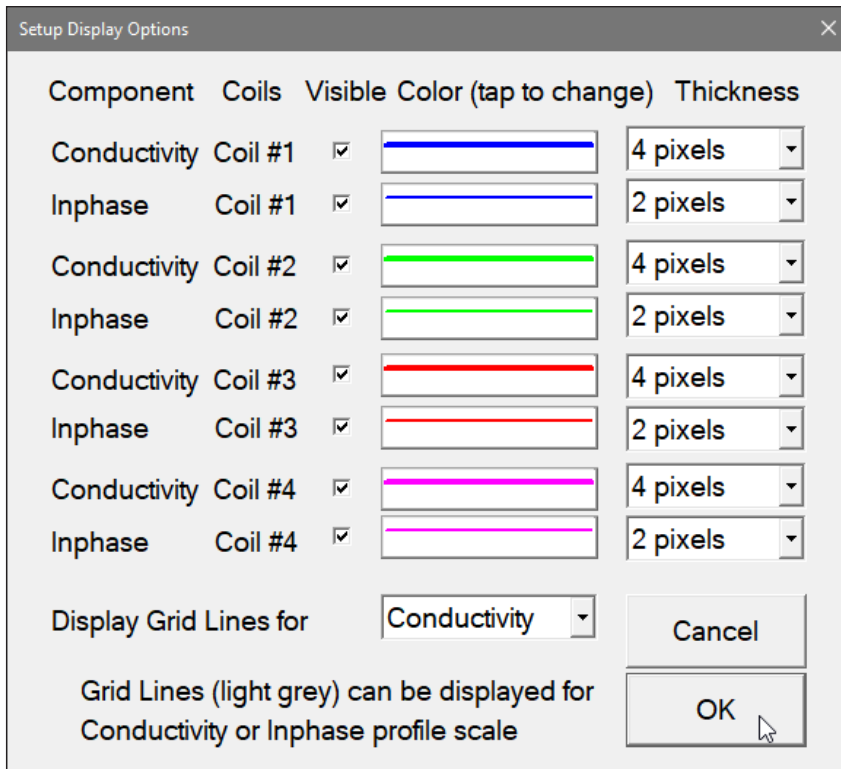 Setup Display Options
Component Coils Visible Color (tap to change) Thickness
Conductivity Coil #1 4 pixels
Inphase Coil #1 2 pixels
Conductivity Coil #2 4 pixels
Inphase Coil #2 2 pixels
Conductivity Coil #3 4 pixels
Inphase Coil #3 2 pixels
Conductivity Coil #4 4 pixels
Inphase Coil #4 2 pixels
Display Grid Lines for Conductivity
Cancel
Grid Lines (light grey) can be displayed for
Conductivity or Inphase profile scale
OK